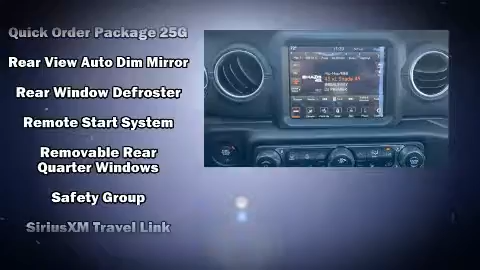 Quick Order Package 25G
Rear View Auto Dim Mirror
Rear Window Defroster
Remote Start System
Removable Rear
Quarter Windows
Safety Group
SiriusXM Travel Link